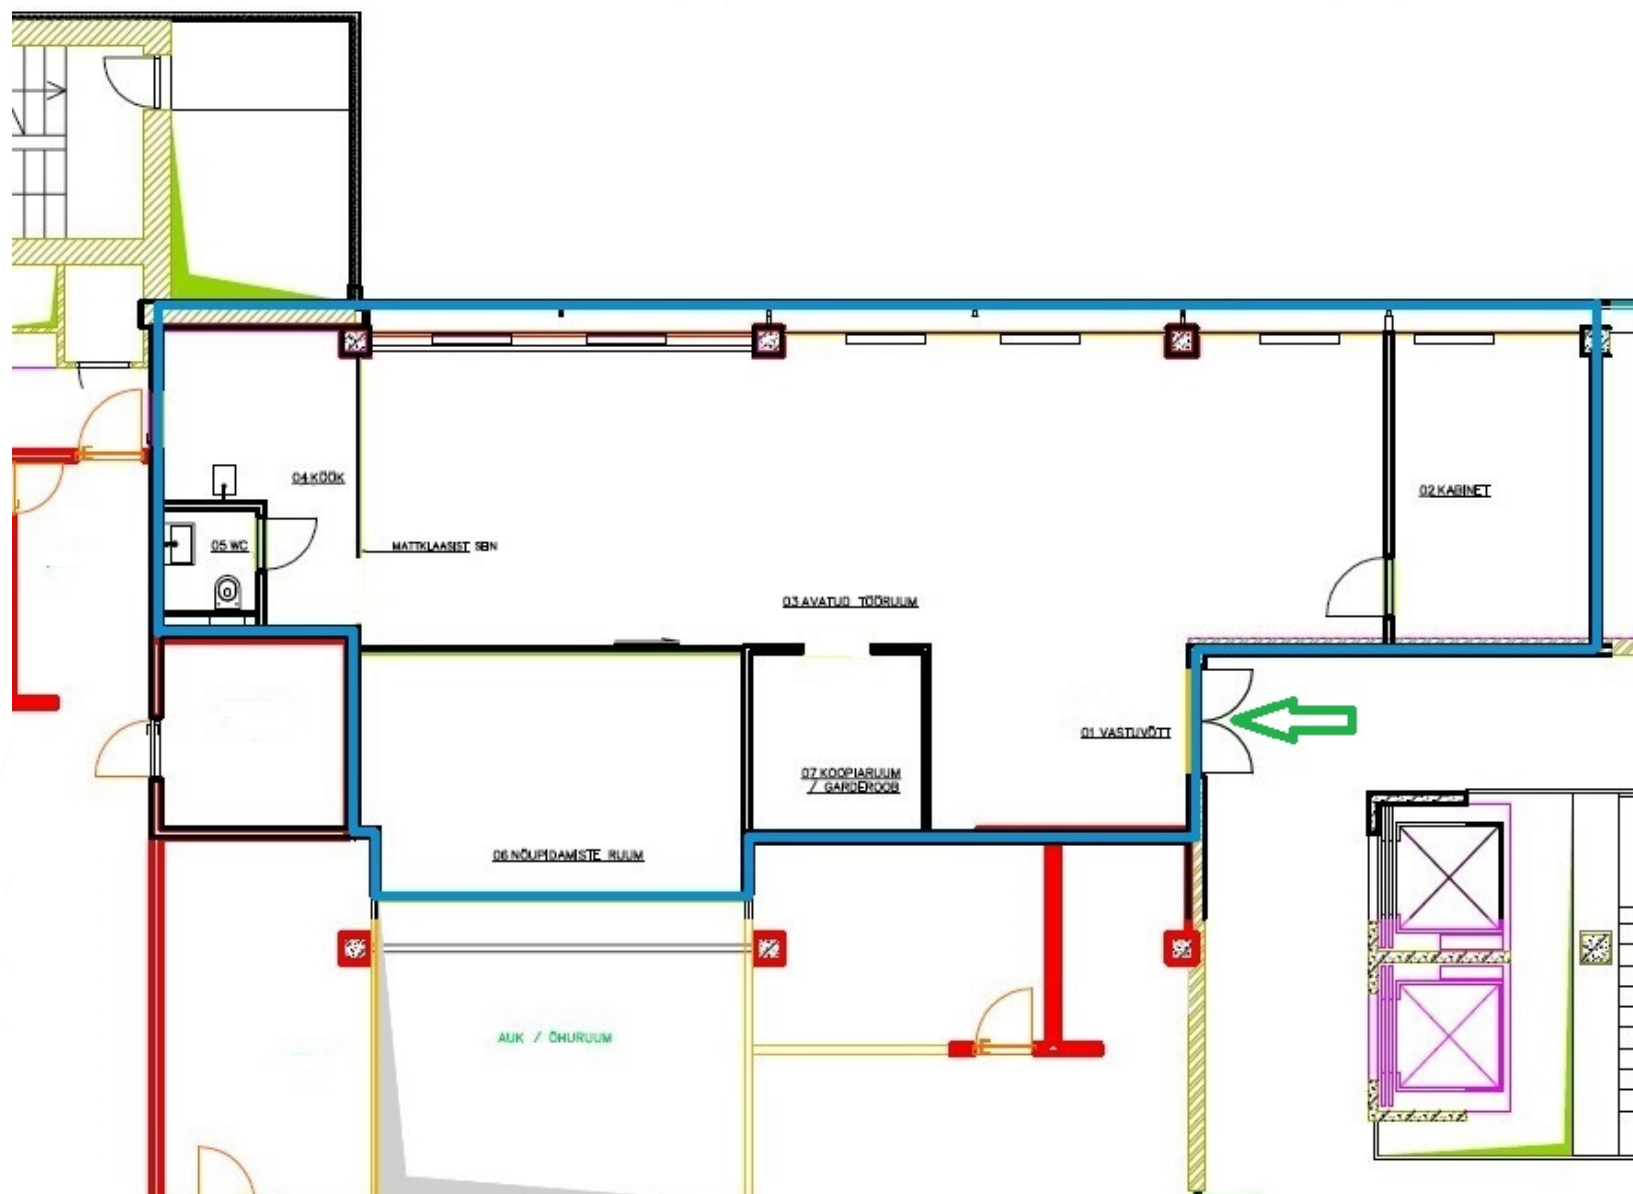 04 KÖÖK
02 KABINET
05 WC
MATTKLAASIST SEIN
03 AVATUD TÖÖRUUM
01 VASTUVÕTT
07 KOOPIARUUM
/ GARDEROOB
06 NÕUPIDAMISTE RUUM
AUK / ÕHURUUM